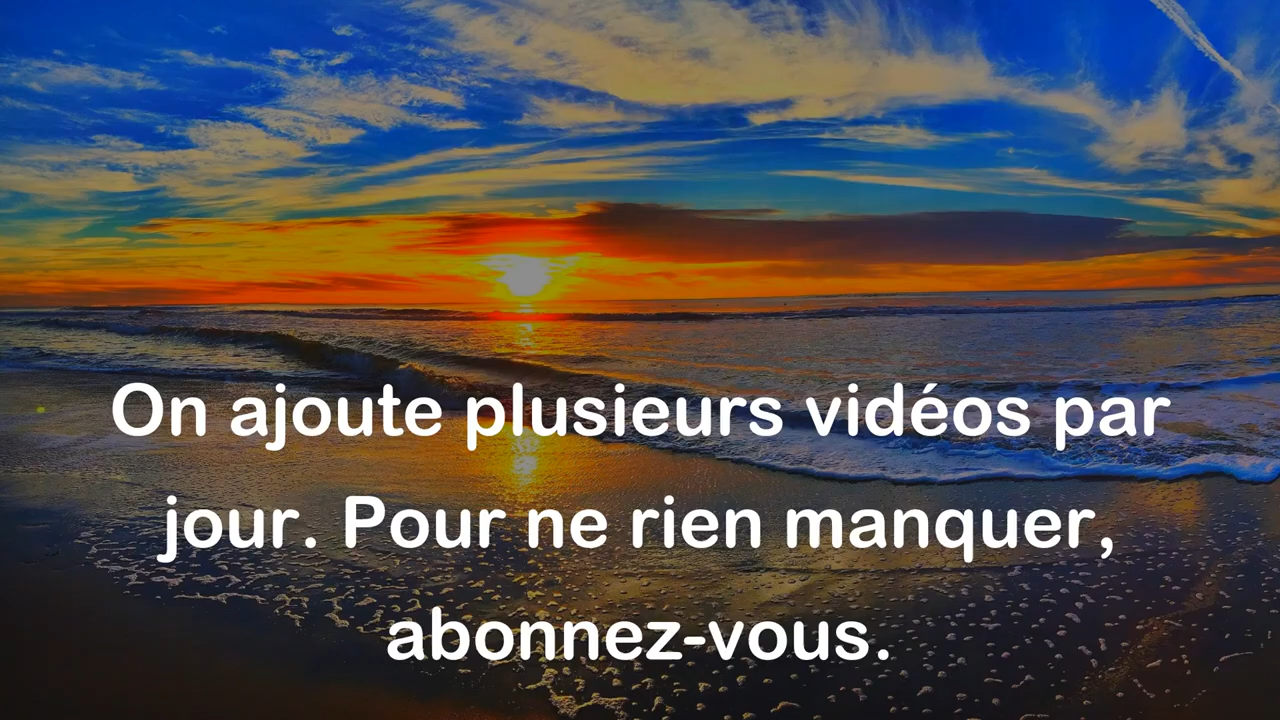 On ajoute plusieurs vidéos par
jour. Pour ne rien manquer,
abonnez-vous.